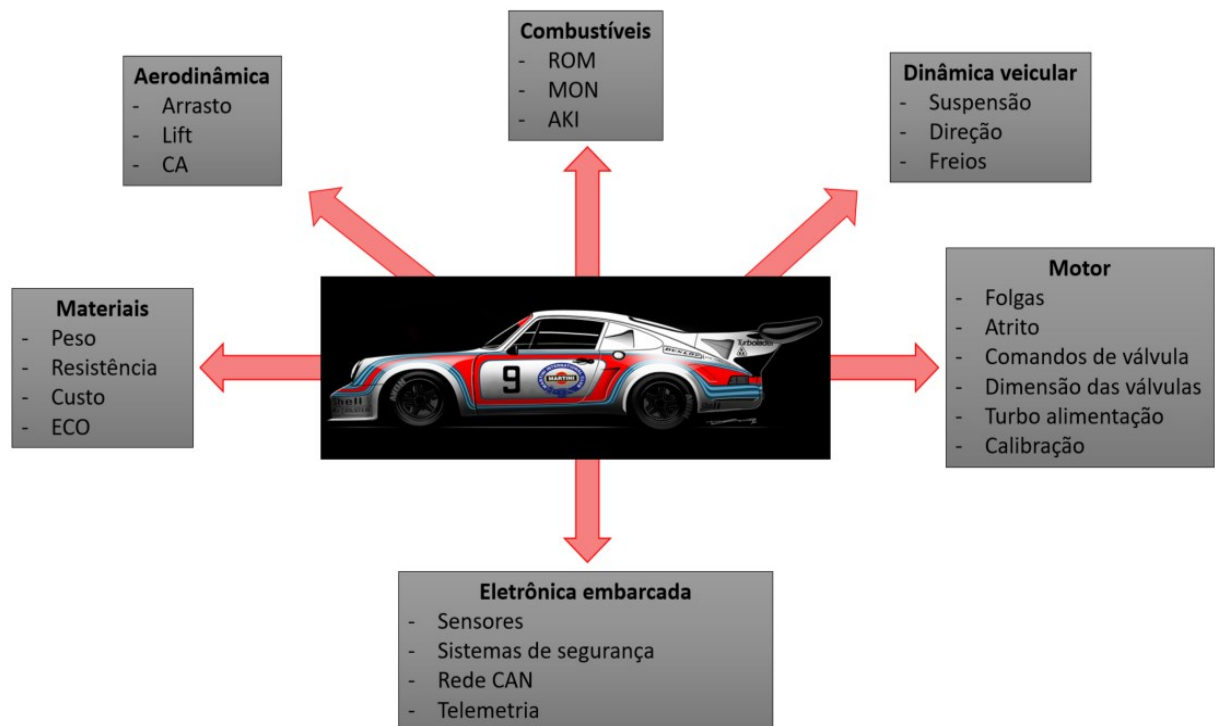 Combustíveis
- ROM
- MON
- AKI
Aerodinâmica
- Arrasto
- Lift
- CA
Dinâmica veicular
- Suspensão
- Direção
- Freios
Materiais
- Peso
- Resistência
- Custo
- ECO
Motor
- Folgas
- Atrito
- Comandos de válvula
- Dimensão das válvulas
- Turbo alimentação
- Calibração
9
MARTINI
DUNLOP
Shell
Eletrônica embarcada
- Sensores
- Sistemas de segurança
- Rede CAN
- Telemetria